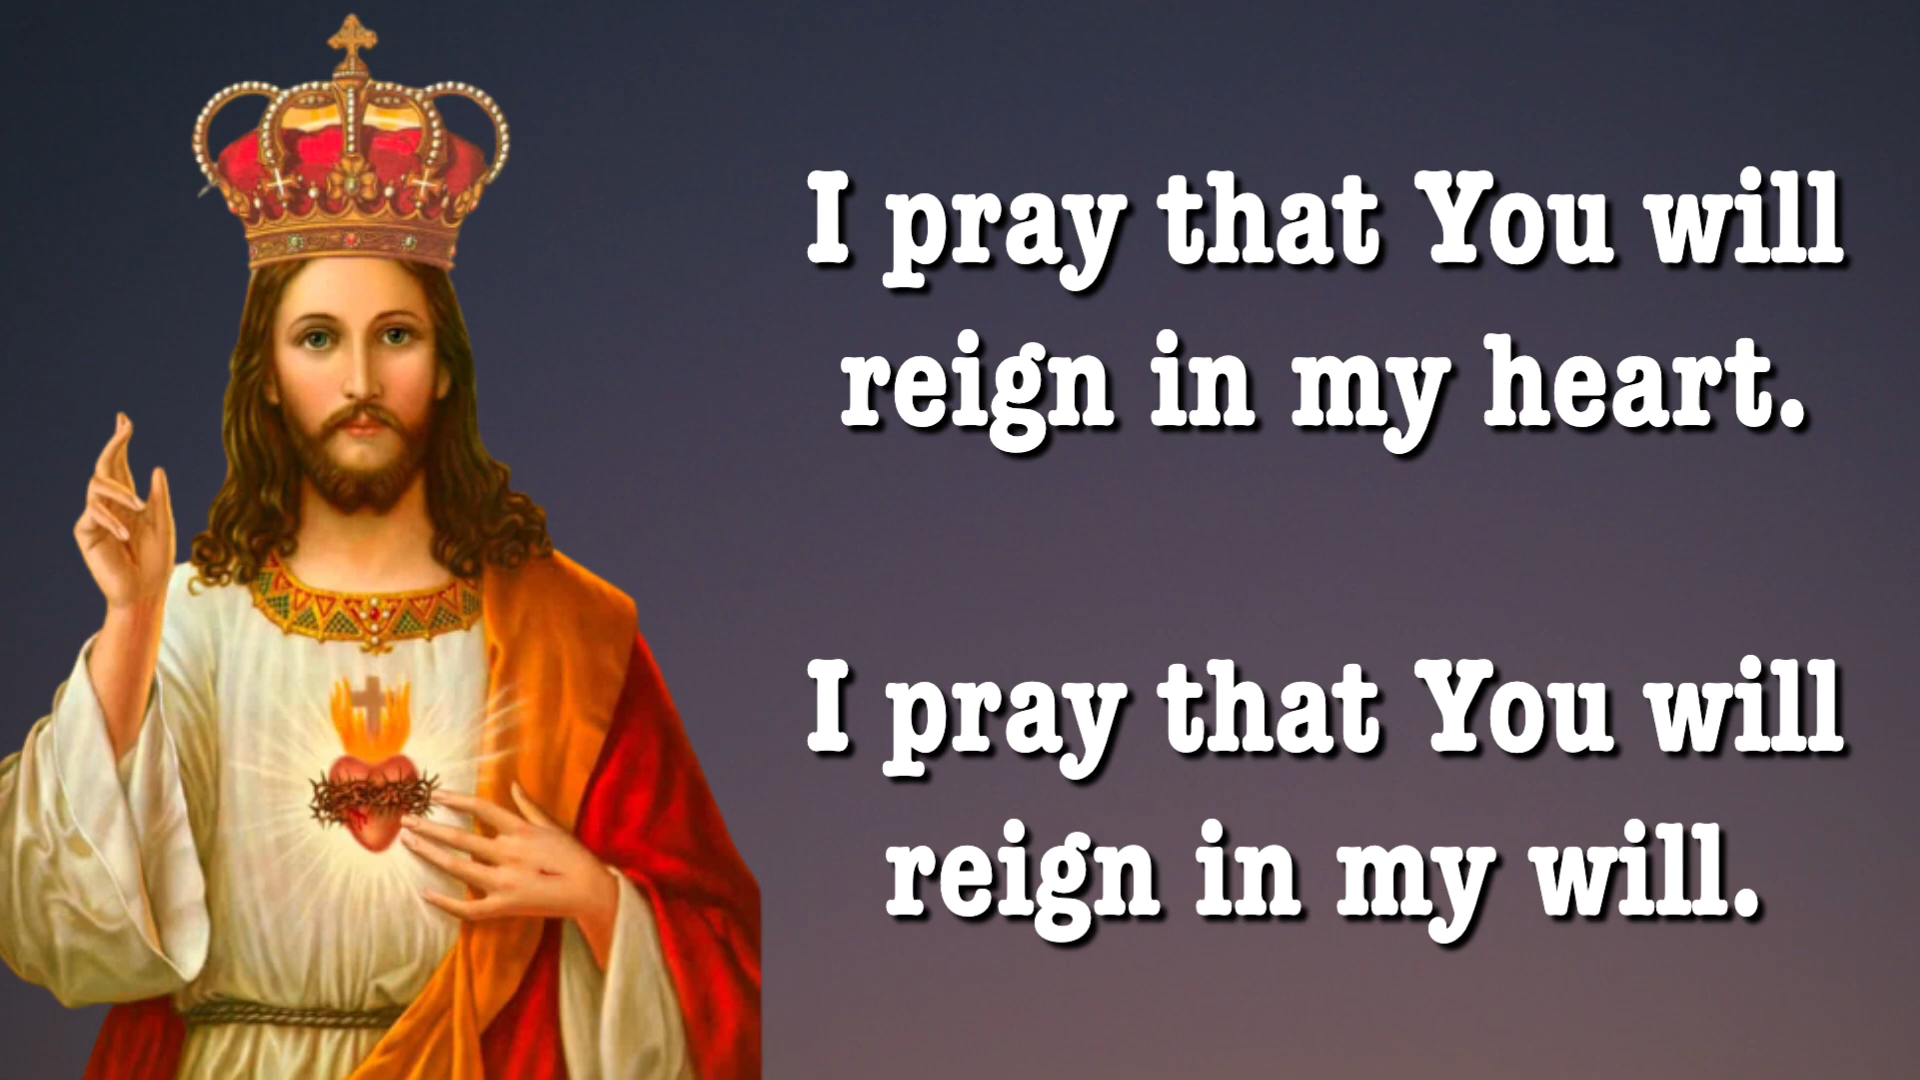 I pray that You will
reign in my heart.
I pray that You will
reign in my will.